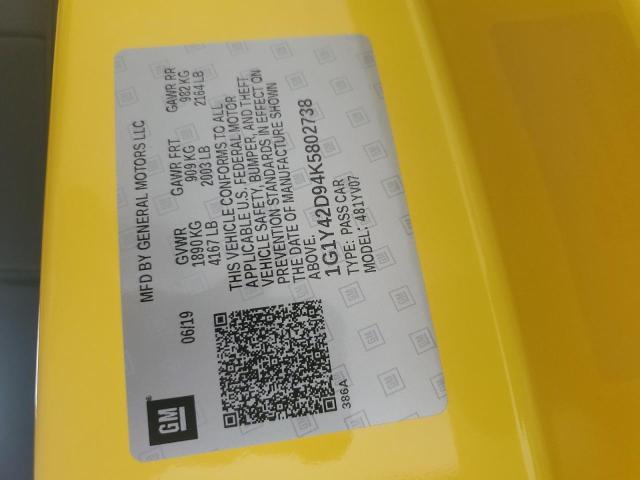 MFD BY GENERAL MOTORS LLC
06/19
GVWR
1890 KG
4167 LB
GAWR FRT
909 KG
2003 LB
GAWR RR
982 KG
2164 LB
THIS VEHICLE CONFORMS TO ALL
APPLICABLE U.S. FEDERAL MOTOR
VEHICLE SAFETY, BUMPER, AND THEFT
PREVENTION STANDARDS IN EFFECT ON
THE DATE OF MANUFACTURE SHOWN
ABOVE.
1G1Y42D94K5802738
TYPE: PASS CAR
MODEL: 481YV07
GM
386A